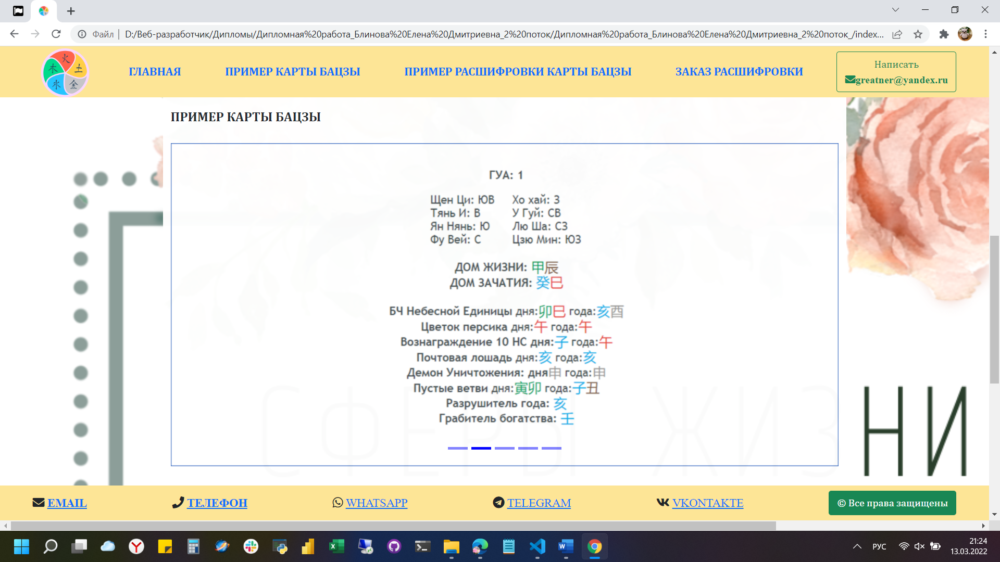 Файл
D:/Веб-разработчик/Дипломы/Дипломная%20работа_Блинова%20Елена%20Дмитриевна_2%20поток/Дипломная%20работа_Блинова%20Елена%20Дмитриевна_2%20поток_/index...
火 土 金 水 木
ГЛАВНАЯ
ПРИМЕР КАРТЫ БАЦЗЫ
ПРИМЕР РАСШИФРОВКИ КАРТЫ БАЦЗЫ
ЗАКАЗ РАСШИФРОВКИ
Написать
greatner@yandex.ru
ПРИМЕР КАРТЫ БАЦЗЫ
ГУА: 1
Щен Ци: ЮВ Хо хай: З
Тянь И: В У Гуй: СВ
Ян Нянь: Ю Лю Ша: СЗ
Фу Вей: С Цзю Мин: ЮЗ
ДОМ ЖИЗНИ: 甲辰
ДОМ ЗАЧАТИЯ: 癸巳
БЧ Небесной Единицы дня:卯巳 года:亥酉
Цветок персика дня:午 года:午
Вознаграждение 10 НС дня:子 года:午
Почтовая лошадь дня:亥 года:亥
Демон Уничтожения: дня申 года:申
Пустые ветви дня:寅卯 года:子丑
Разрушитель года: 亥
Грабитель богатства: 壬
СФЕРЫ ЖИЗНИ
EMAIL
ТЕЛЕФОН
WHATSAPP
TELEGRAM
VKONTAKTE
© Все права защищены
РУС
21:24
13.03.2022